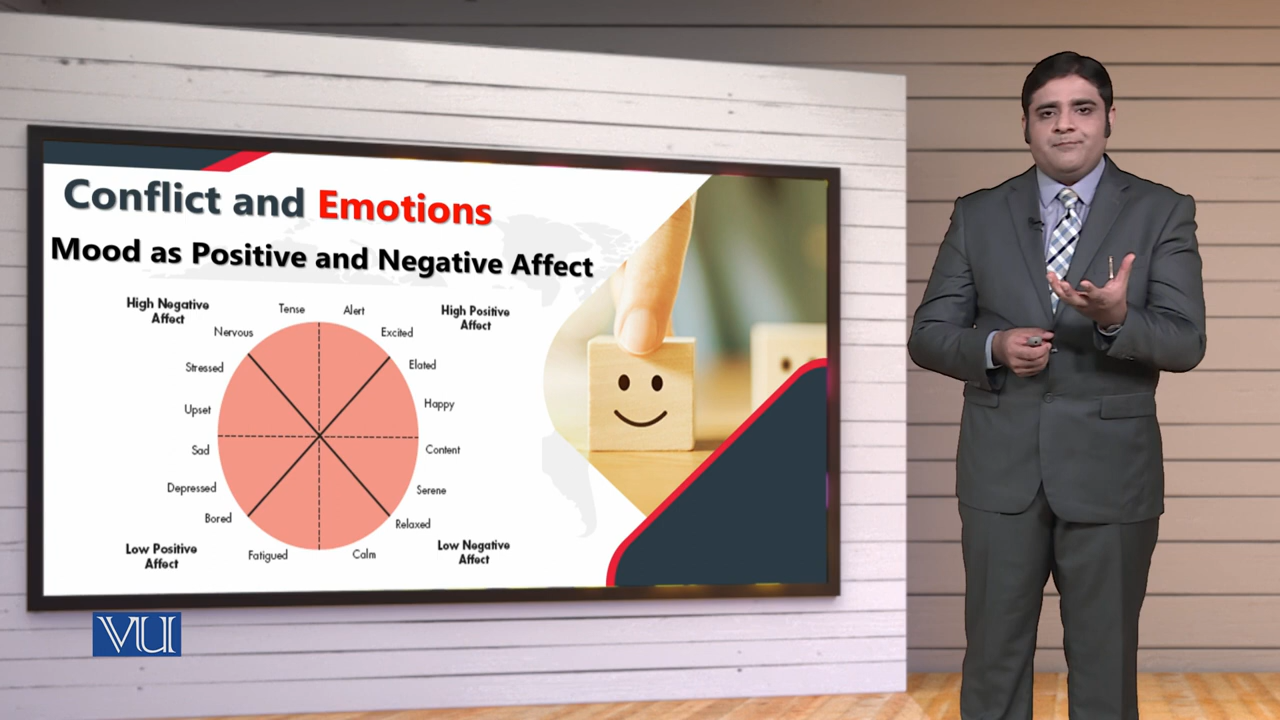 Conflict and Emotions
Mood as Positive and Negative Affect
High Negative
Affect
Tense
Alert
High Positive
Affect
Nervous
Excited
Stressed
Elated
Upset
Happy
Sad
Content
Depressed
Serene
Bored
Relaxed
Low Positive
Affect
Fatigued
Calm
Low Negative
Affect
VU